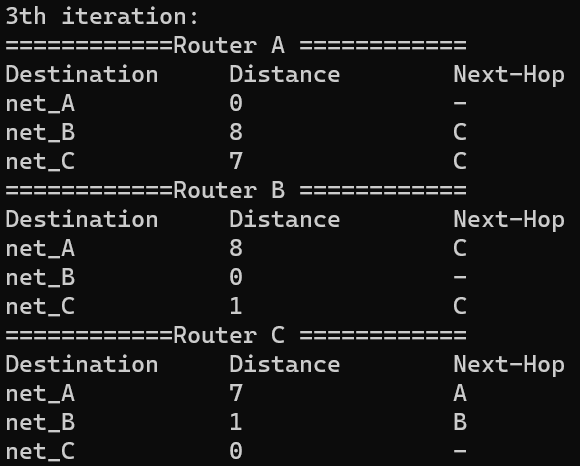 3th iteration:
============Router A ============
Destination     Distance        Next-Hop
net_A           0               -
net_B           8               C
net_C           7               C
============Router B ============
Destination     Distance        Next-Hop
net_A           8               C
net_B           0               -
net_C           1               C
============Router C ============
Destination     Distance        Next-Hop
net_A           7               A
net_B           1               B
net_C           0               -